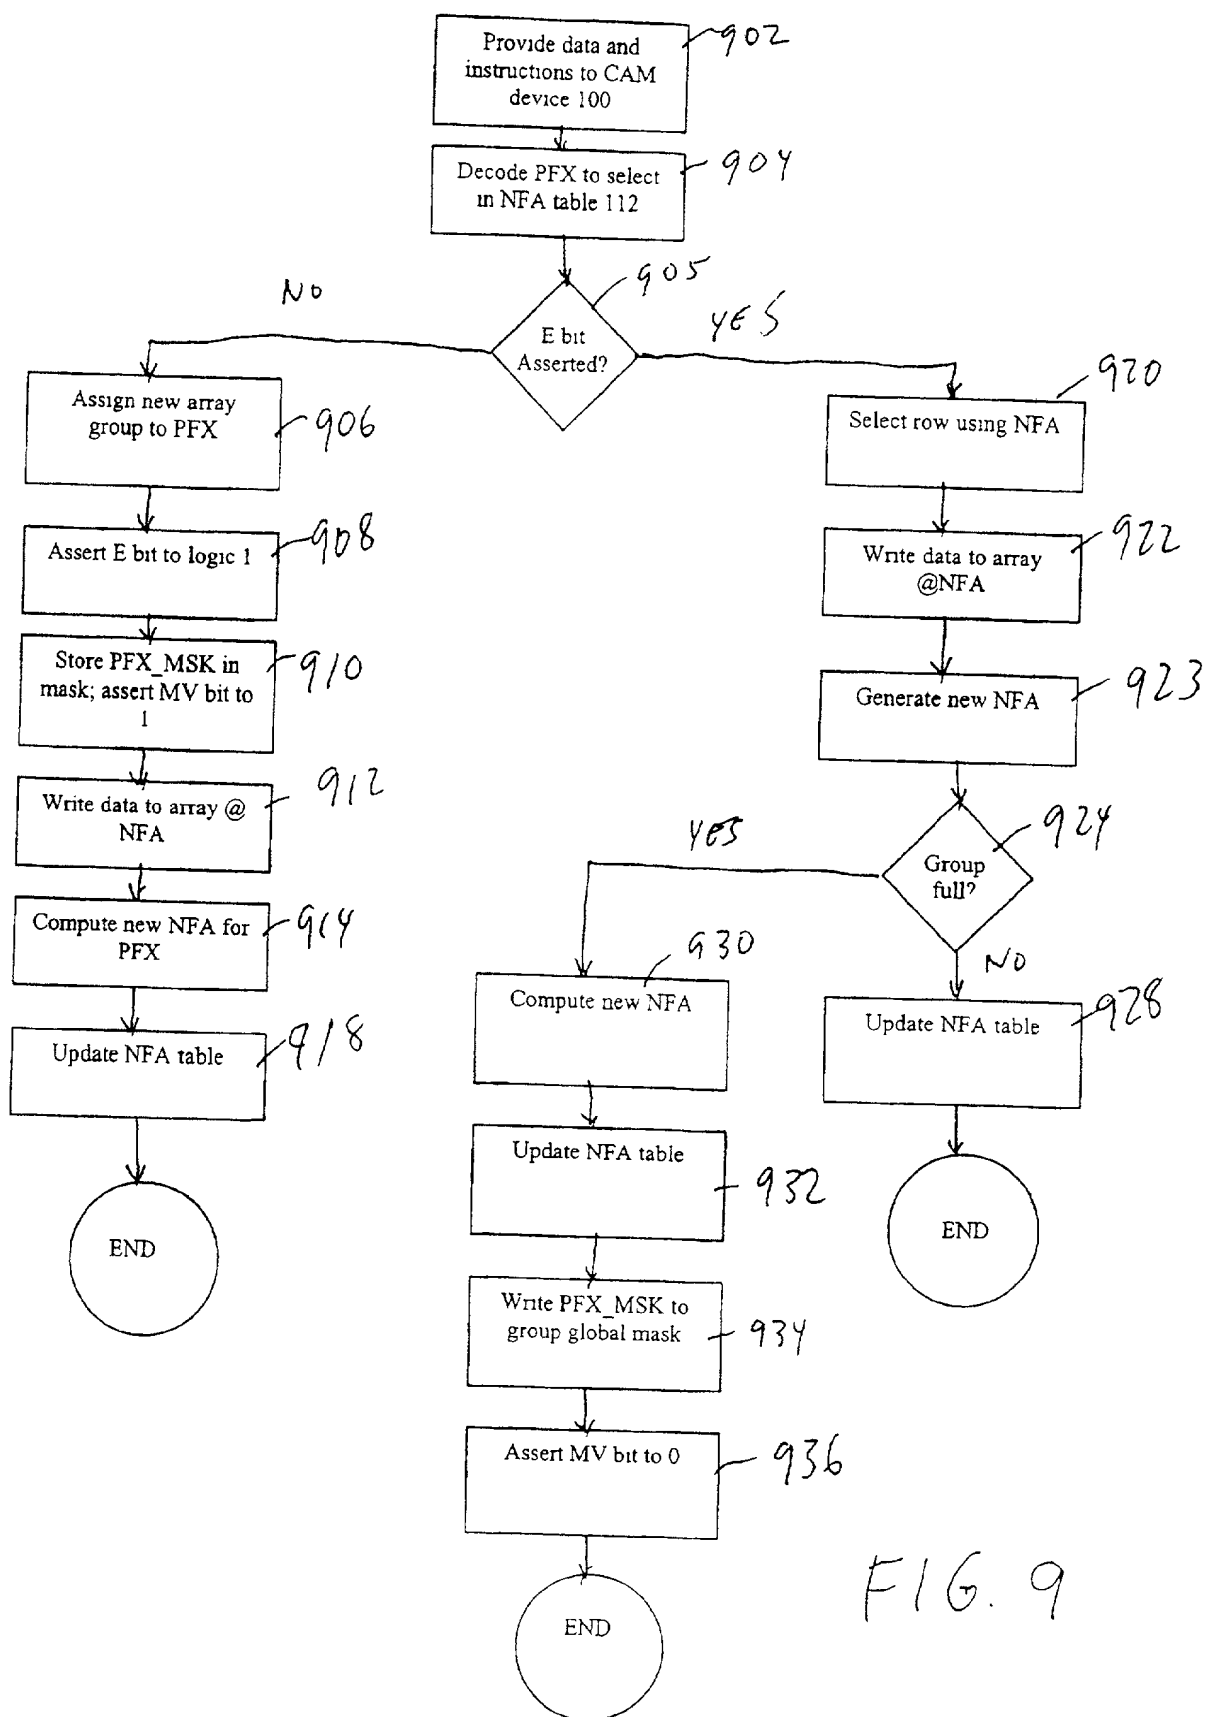 Provide data and
instructions to CAM
device 100
902
Decode PFX to select
in NFA table 112
904
E bit
Asserted?
905
NO
YES
Assign new array
group to PFX
906
Assert E bit to logic 1
908
Store PFX_MSK in
mask; assert MV bit to
1
910
Write data to array @
NFA
912
Compute new NFA for
PFX
914
Update NFA table
918
END
Select row using NFA
920
Write data to array
@NFA
922
Generate new NFA
923
Group
full?
924
YES
NO
Update NFA table
928
END
Compute new NFA
930
Update NFA table
932
Write PFX_MSK to
group global mask
934
Assert MV bit to 0
936
END
FIG. 9